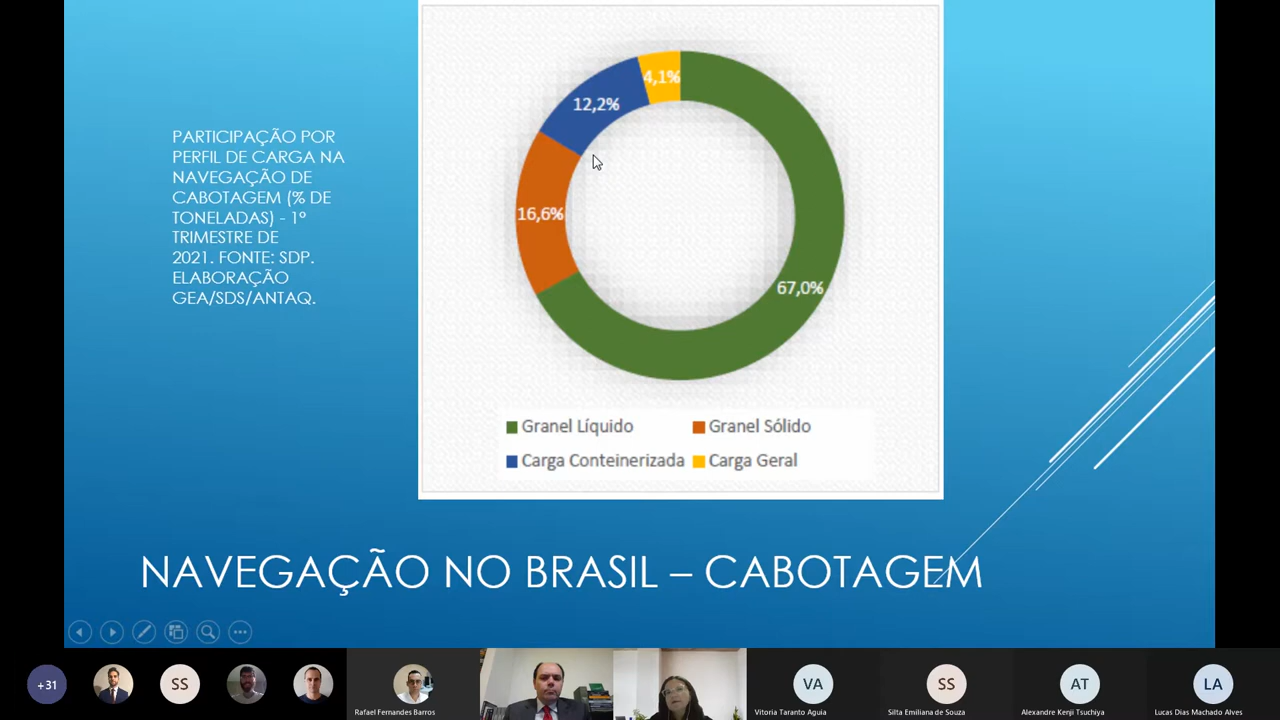 4,1%
12,2%
PARTICIPAÇÃO POR
PERFIL DE CARGA NA
NAVEGAÇÃO DE
CABOTAGEM (% DE
TONELADAS) - 1º
TRIMESTRE DE
2021. FONTE: SDP.
ELABORAÇÃO
GEA/SDS/ANTAQ.
16,6%
67,0%
Granel Líquido
Granel Sólido
Carga Conteinerizada
Carga Geral
NAVEGAÇÃO NO BRASIL – CABOTAGEM
+31
SS
VA
SS
AT
LA
Rafael Fernandes Barros
Vitoria Taranto Aguia
Silta Emiliana de Souza
Alexandre Kenji Tsuchiya
Lucas Dias Machado Alves